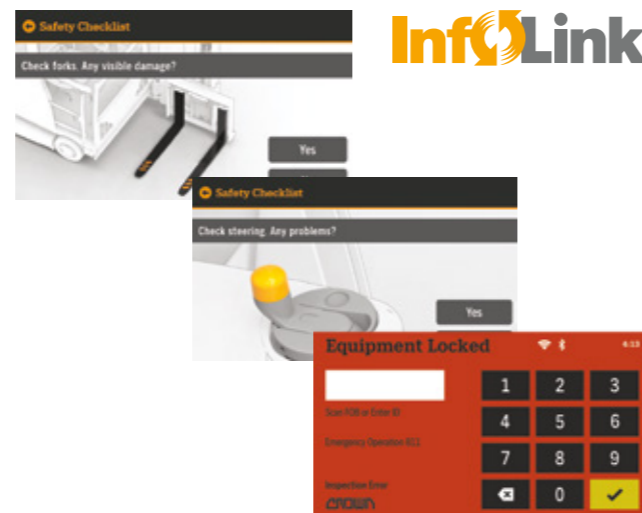 InfoLink
Safety Checklist
Check forks. Any visible damage?
Yes
Safety Checklist
Check steering. Any problems?
Yes
Equipment Locked
4:13
1 2 3
Scan FOB or Enter ID
4 5 6
Emergency Operation 911
7 8 9
Inspection Error
0
CROWN